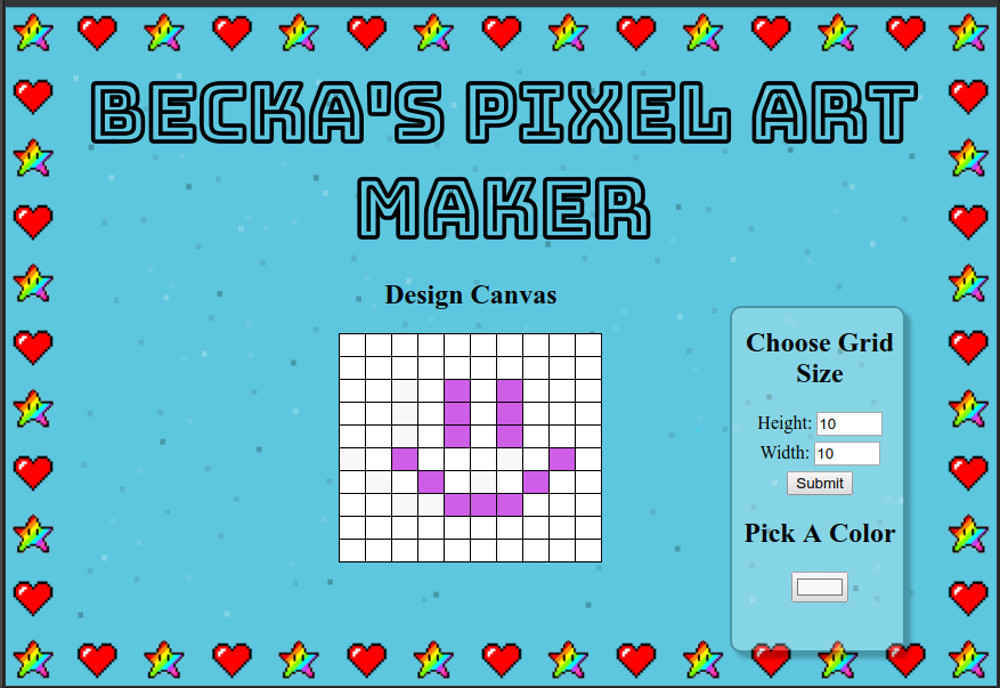 BECKA'S PIXEL ART
MAKER
Design Canvas
Choose Grid
Size
Height: 10
Width: 10
Submit
Pick A Color